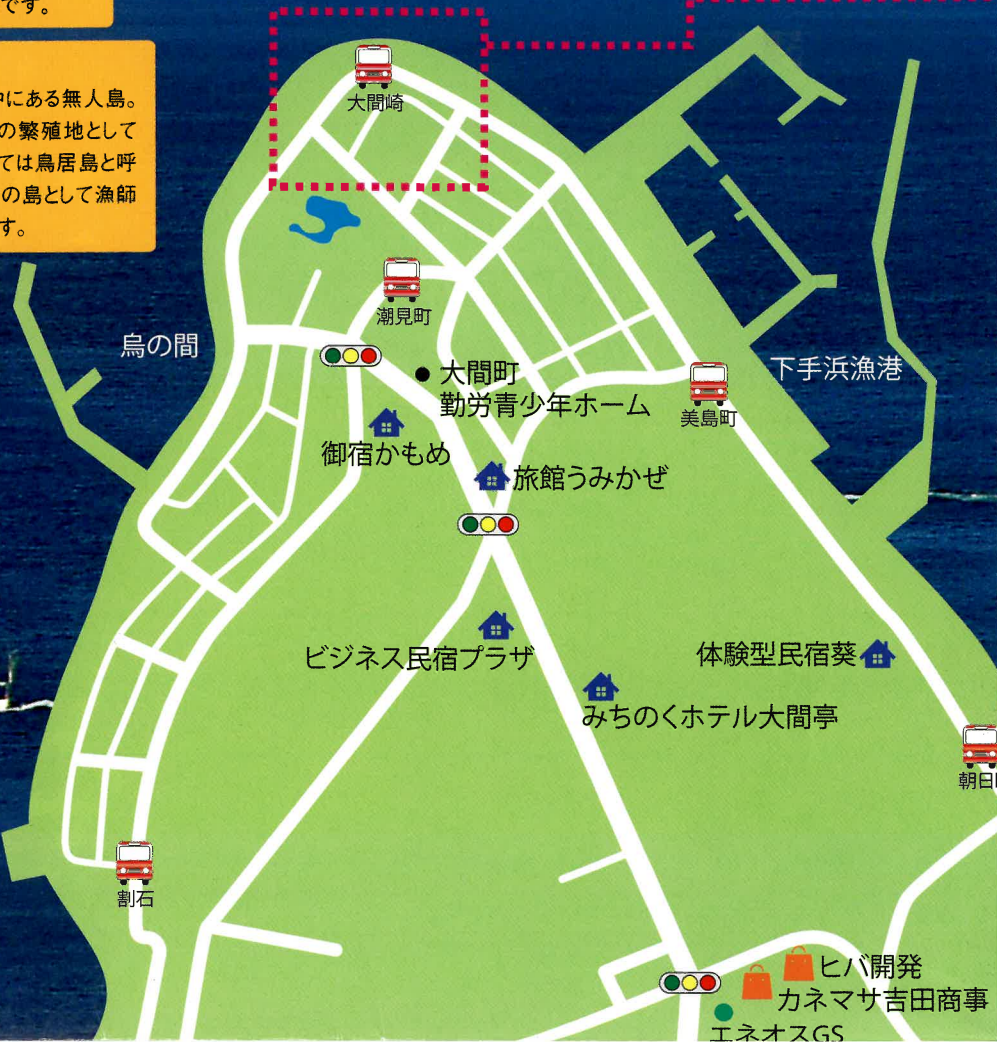 です。
中にある無人島。
の繁殖地として
ては鳥居島と呼
の島として漁師
す。
大間崎
潮見町
烏の間
大間町
勤労青少年ホーム
下手浜漁港
美島町
御宿かもめ
旅館うみかぜ
ビジネス民宿プラザ
体験型民宿葵
みちのくホテル大間亭
朝日
割石
ヒバ開発
カネマサ吉田商事
エネオスGS